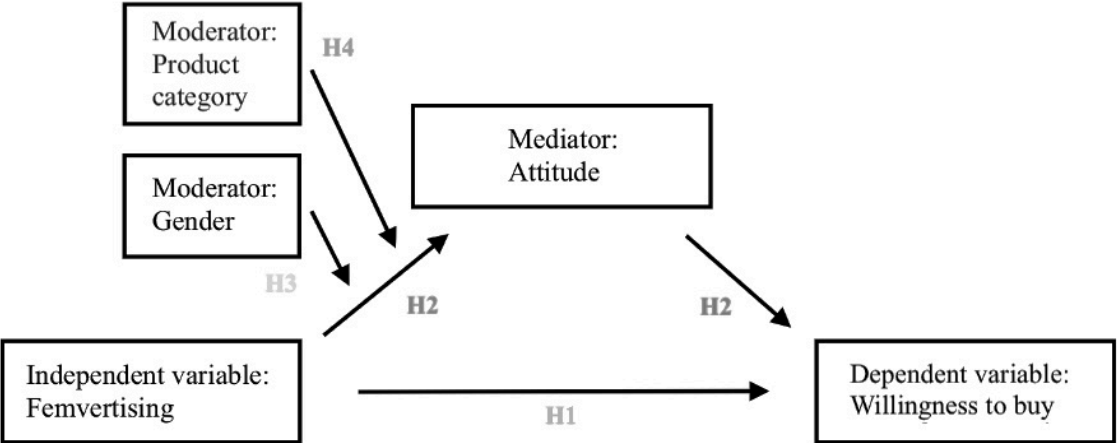 Moderator:
Product
category
H4
Mediator:
Attitude
Moderator:
Gender
H3
H2
H2
Independent variable:
Femvertising
H1
Dependent variable:
Willingness to buy